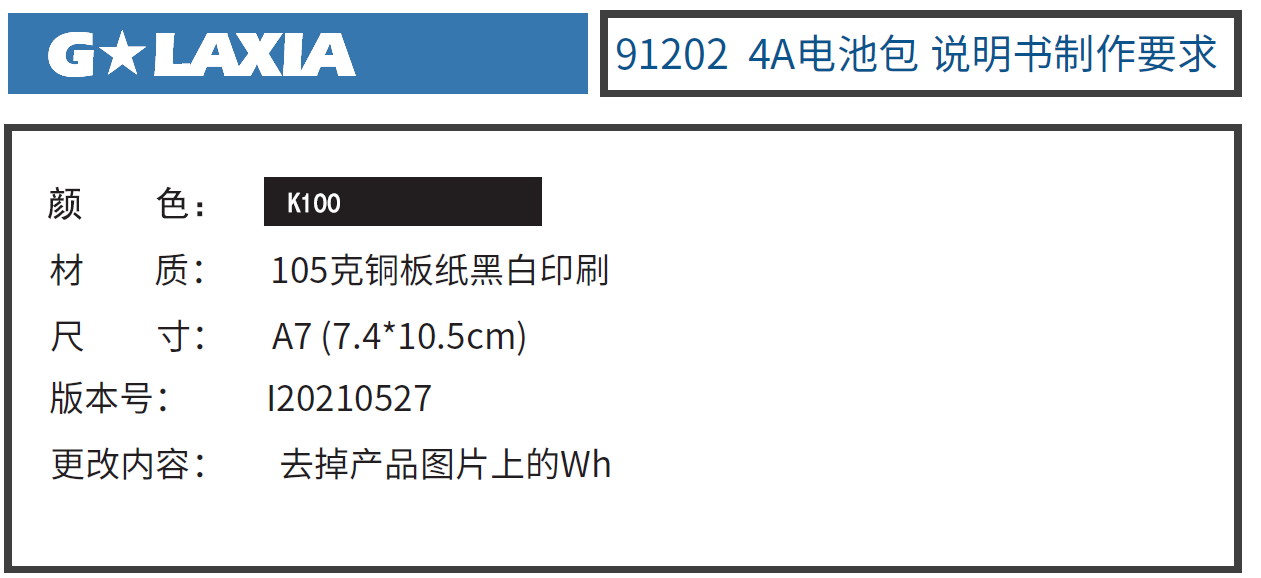 G★LAXIA
91202 4A电池包 说明书制作要求
颜 色： K100
材 质： 105克铜板纸黑白印刷
尺 寸： A7 (7.4*10.5cm)
版本号： I20210527
更改内容： 去掉产品图片上的Wh